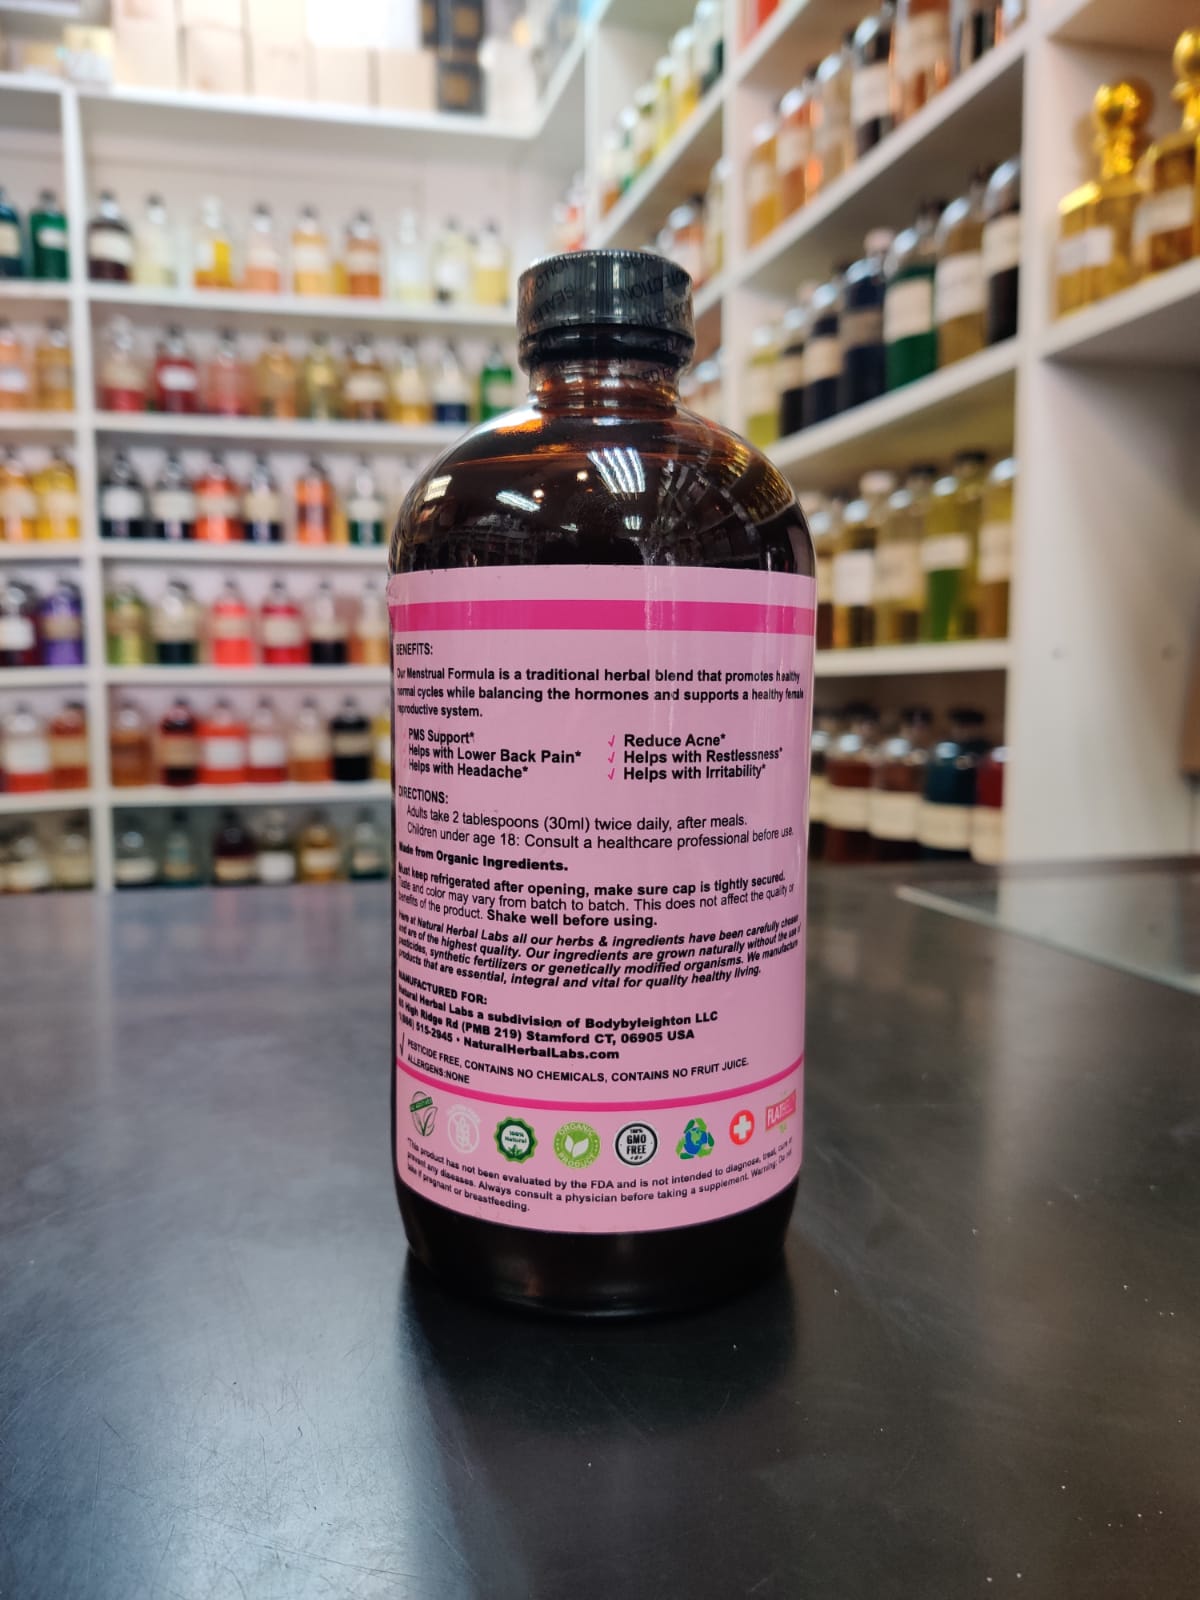 BENEFITS:
Our Menstrual Formula is a traditional herbal blend that promotes healthy
normal cycles while balancing the hormones and supports a healthy female
reproductive system.
PMS Support*
Helps with Lower Back Pain*
Helps with Headache*
√ Reduce Acne*
√ Helps with Restlessness*
√ Helps with Irritability*
DIRECTIONS:
Adults take 2 tablespoons (30ml) twice daily, after meals.
Children under age 18: Consult a healthcare professional before use.
Made from Organic Ingredients.
Must keep refrigerated after opening, make sure cap is tightly secured.
Taste and color may vary from batch to batch. This does not affect the quality or
benefits of the product. Shake well before using.
Here at Natural Herbal Labs all our herbs & ingredients have been carefully chosen
and are of the highest quality. Our ingredients are grown naturally without the use of
pesticides, synthetic fertilizers or genetically modified organisms. We manufacture
products that are essential, integral and vital for quality healthy living.
MANUFACTURED FOR:
Natural Herbal Labs a subdivision of Bodybyleighton LLC
High Ridge Rd (PMB 219) Stamford CT, 06905 USA
515-2945 • NaturalHerbalLabs.com
√ PESTICIDE FREE, CONTAINS NO CHEMICALS, CONTAINS NO FRUIT JUICE.
ALLERGENS:NONE
100%
Natural
ORGANIC
PRODUCT
100%
GMO
FREE
*This product has not been evaluated by the FDA and is not intended to diagnose, treat, cure or
prevent any diseases. Always consult a physician before taking a supplement. Warning: Do not
take if pregnant or breastfeeding.